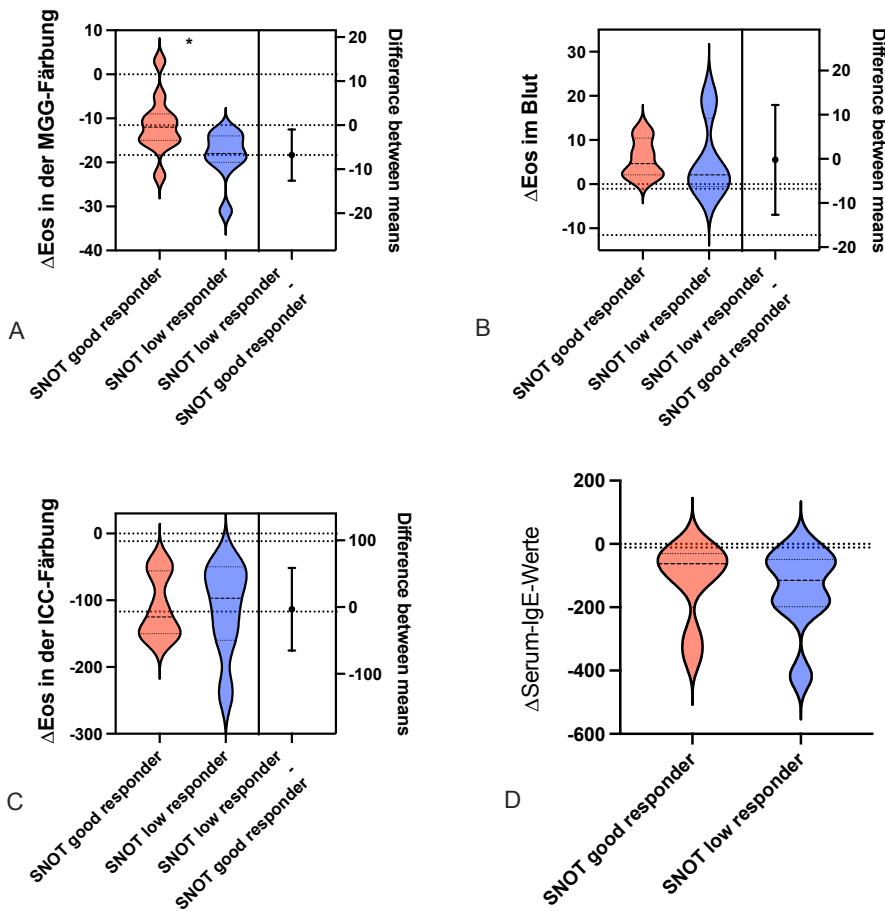 ΔEos in der MGG-Färbung
10
0
-10
-20
-30
-40
*
20
10
0
-10
-20
Difference between means
SNOT good responder
SNOT low responder
SNOT low responder
-
SNOT good responder
A
ΔEos im Blut
30
20
10
0
-10
20
10
0
-10
-20
Difference between means
SNOT good responder
SNOT low responder
SNOT low responder
-
SNOT good responder
B
ΔEos in der ICC-Färbung
0
-100
-200
-300
100
0
-100
Difference between means
SNOT good responder
SNOT low responder
SNOT low responder
-
SNOT good responder
C
ΔSerum-IgE-Werte
200
0
-200
-400
-600
SNOT good responder
SNOT low responder
D